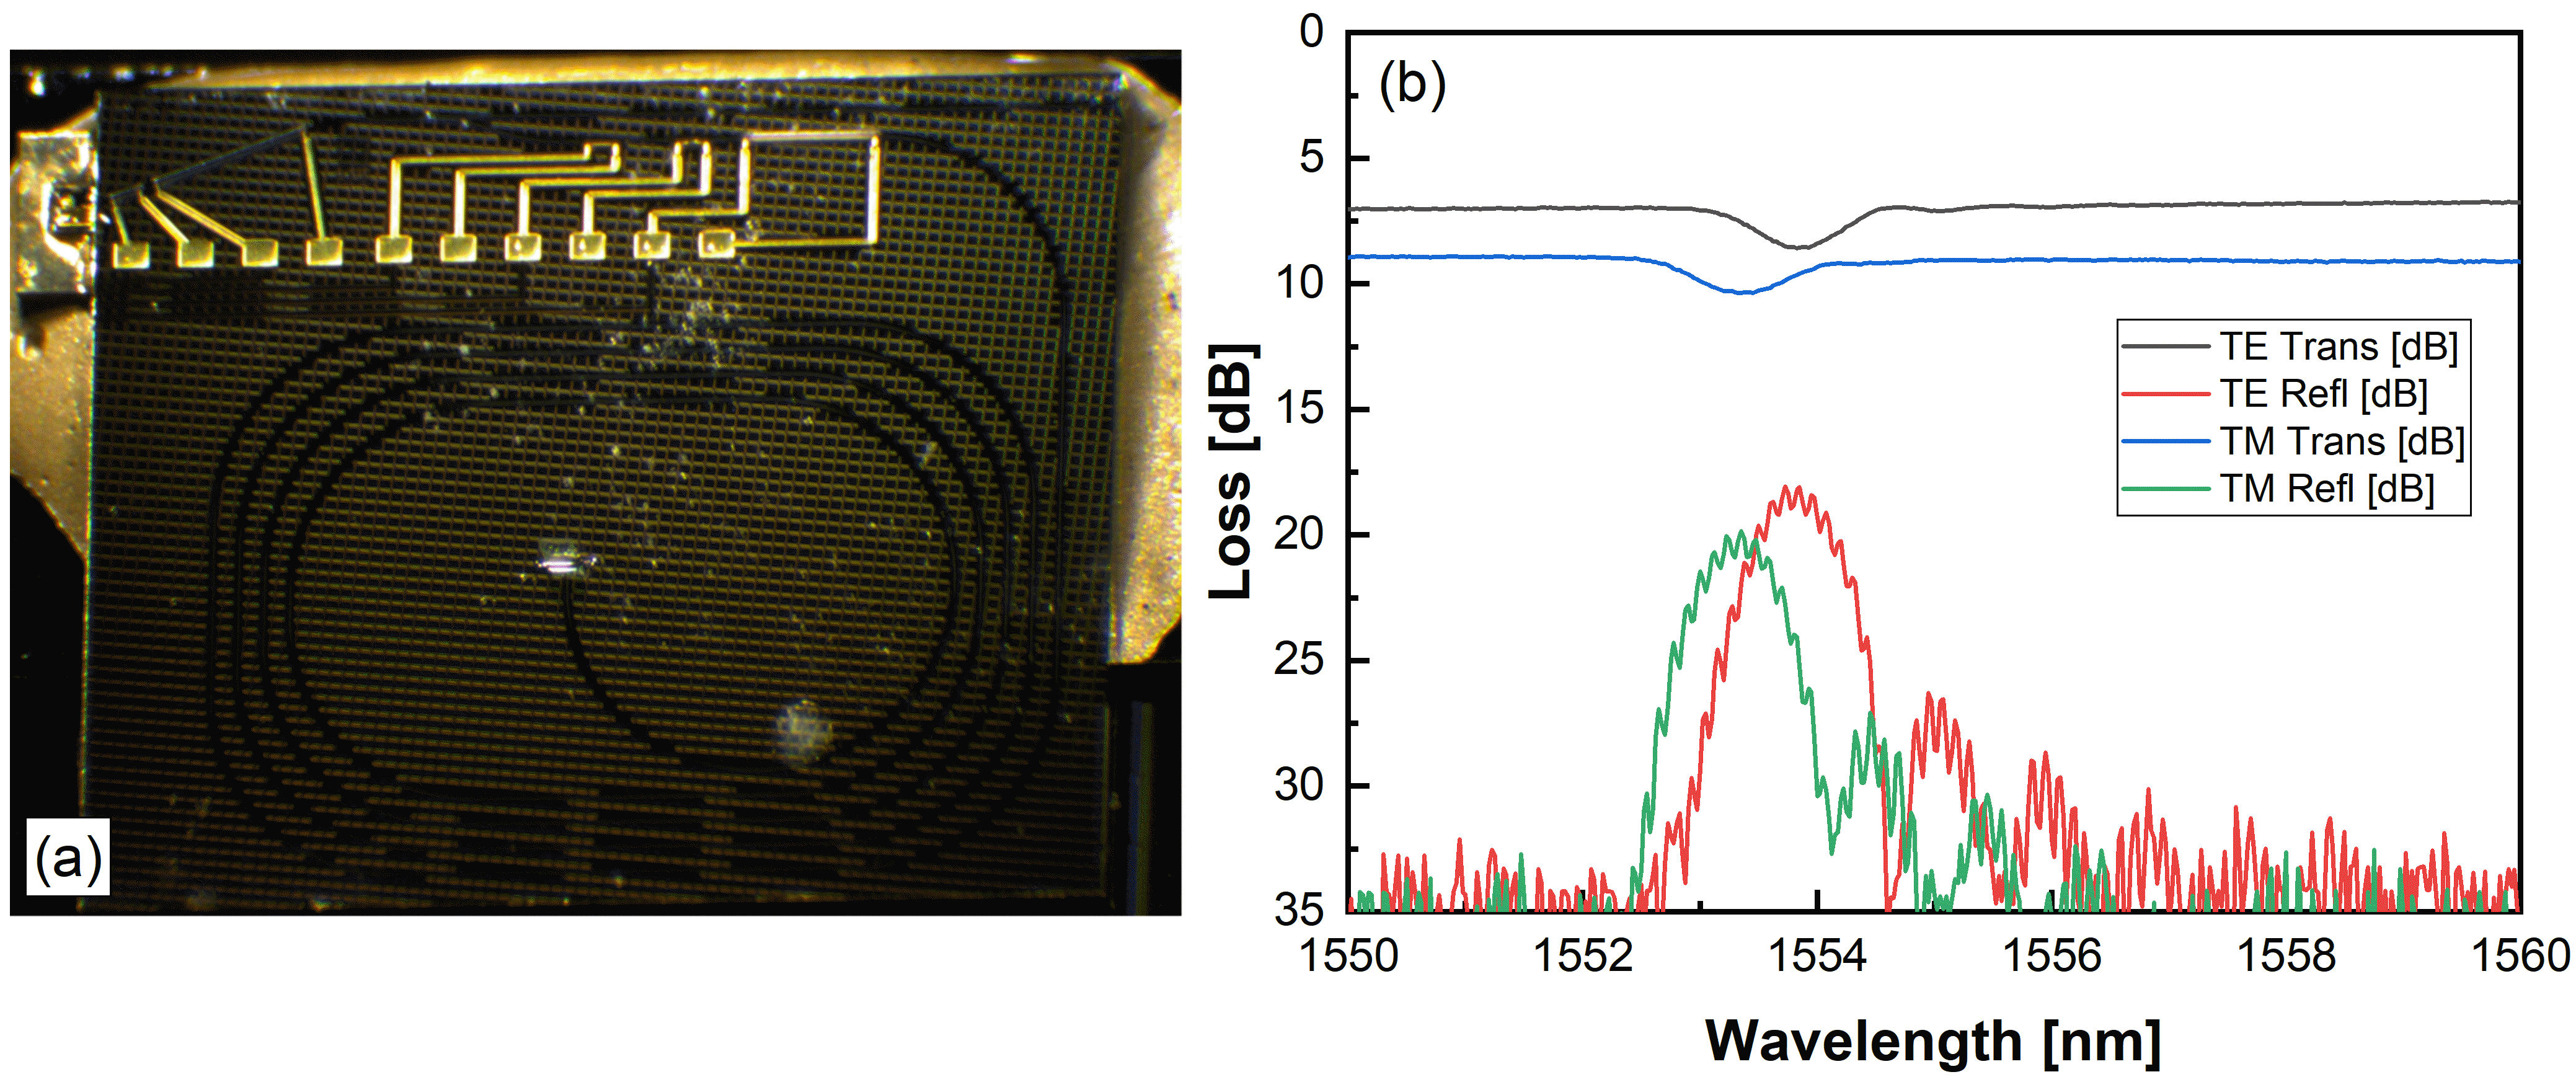 (a)
(b)
Loss [dB]
0
5
10
15
20
25
30
35
TE Trans [dB]
TE Refl [dB]
TM Trans [dB]
TM Refl [dB]
1550
1552
1554
1556
1558
1560
Wavelength [nm]